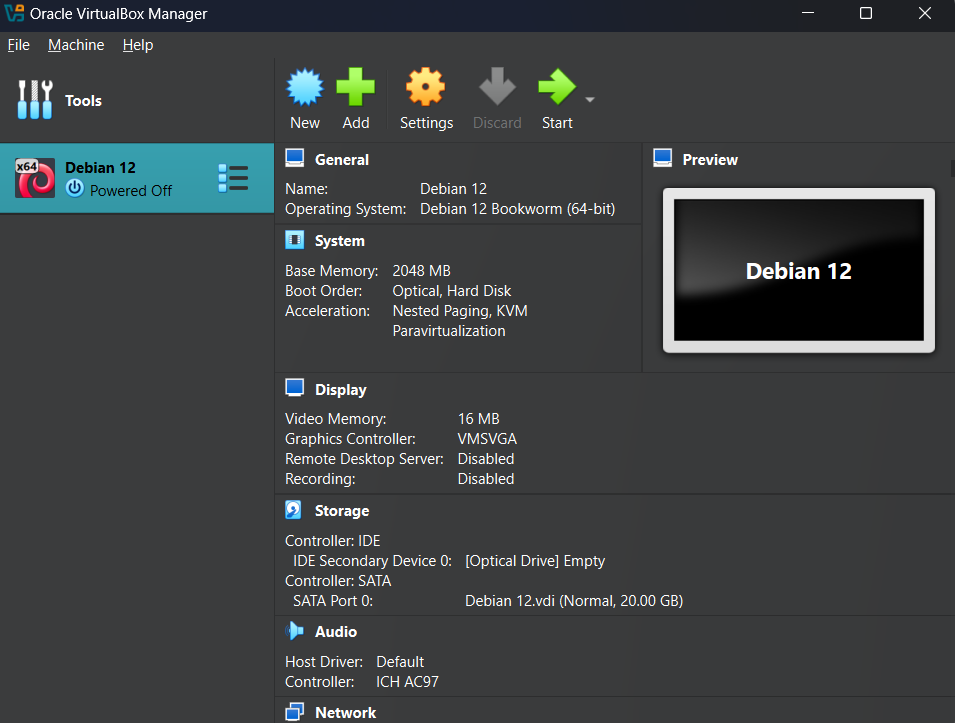 Oracle VirtualBox Manager
File Machine Help
Tools
New Add Settings Discard Start
x64 Debian 12
Powered Off
General
Name: Debian 12
Operating System: Debian 12 Bookworm (64-bit)
Preview
Debian 12
System
Base Memory: 2048 MB
Boot Order: Optical, Hard Disk
Acceleration: Nested Paging, KVM
Paravirtualization
Display
Video Memory: 16 MB
Graphics Controller: VMSVGA
Remote Desktop Server: Disabled
Recording: Disabled
Storage
Controller: IDE
IDE Secondary Device 0: [Optical Drive] Empty
Controller: SATA
SATA Port 0: Debian 12.vdi (Normal, 20.00 GB)
Audio
Host Driver: Default
Controller: ICH AC97
Network